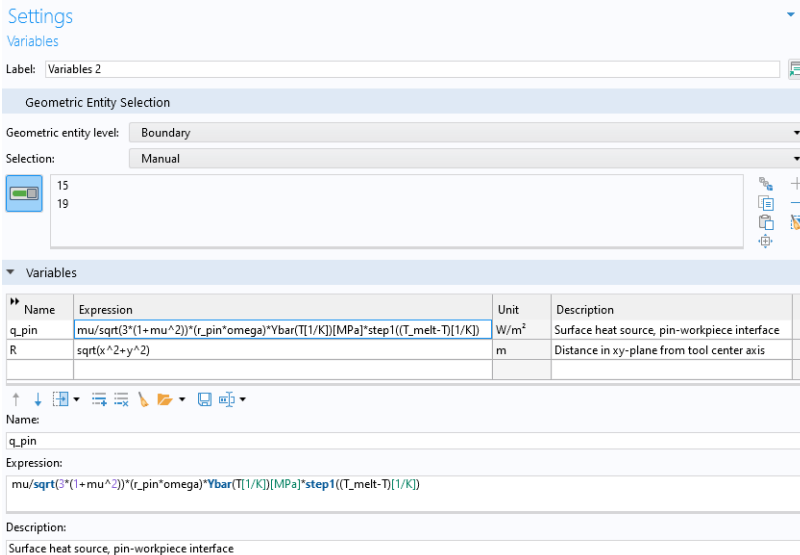 Settings
Variables
Label: Variables 2
Geometric Entity Selection
Geometric entity level: Boundary
Selection: Manual
15
19
Variables
Name Expression Unit Description
q_pin mu/sqrt(3*(1+mu^2))*(r_pin*omega)*Ybar(T[1/K])[MPa]*step1((T_melt-T)[1/K]) W/m² Surface heat source, pin-workpiece interface
R sqrt(x^2+y^2) m Distance in xy-plane from tool center axis
Name:
q_pin
Expression:
mu/sqrt(3*(1+mu^2))*(r_pin*omega)*Ybar(T[1/K])[MPa]*step1((T_melt-T)[1/K])
Description:
Surface heat source, pin-workpiece interface